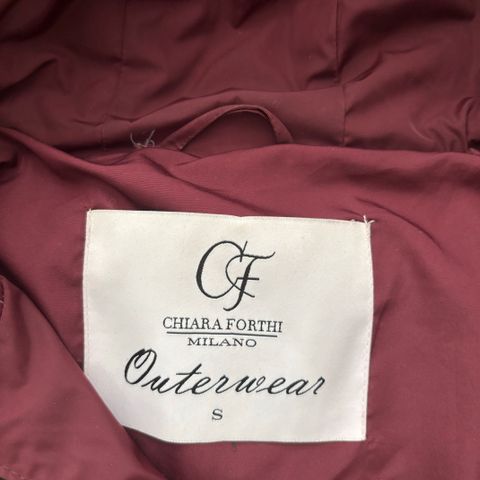 CF
CHIARA FORTHI
MILANO
Outerwear
S